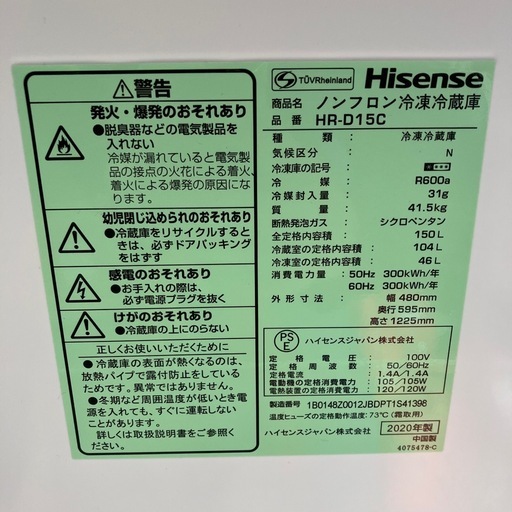 ⚠警告
発火・爆発のおそれあり
●脱臭器などの電気製品
を入れない
冷媒が漏れていると電気製
品の接点の火花による着火、
着火による爆発の原因にな
ります。
幼児閉じ込められのおそれあり
●冷蔵庫をリサイクルすると
きは、必ずドアパッキング
をはずす
感電のおそれあり
●お手入れの際は、
必ず電源プラグを抜く
けがのおそれあり
●冷蔵庫の上にのらない
正しくお使いいただくために
●冷蔵庫の表面が熱くなるのは、
放熱パイプで露付防止をしているた
めです。異常ではありません。
●冬期など周囲温度が低いとき電
源を入れても、すぐに運転しない
ことがあります。
詳しくは取扱説明書をご参照ください。
TÜVRheinland Hisense
商品名 ノンフロン冷凍冷蔵庫
品番 HR-D15C
種類: 冷凍冷蔵庫
気候区分: N
冷凍庫の記号:
冷媒: R600a
冷媒封入量: 31g
質量: 41.5kg
断熱発泡ガス: シクロペンタン
全定格内容積: 150L
冷蔵室の定格内容積: 104L
冷凍室の定格内容積: 46L
消費電力量: 50Hz 300kWh/年
60Hz 300kWh/年
外形寸法: 幅 480mm
奥行 595mm
高さ 1225mm
PSE ハイセンスジャパン株式会社
定格電圧: 100V
定格周波数: 50/60Hz
定格電流: 1.4A/1.4A
電動機の定格消費電力: 105/105W
電熱装置の定格消費電力: 120/120W
製造番号 1B0148Z0012JBDPT1S41398
温度ヒューズの定格動作温度:73℃(霜取用)
ハイセンスジャパン株式会社 2020年製
中国製
4075478-C